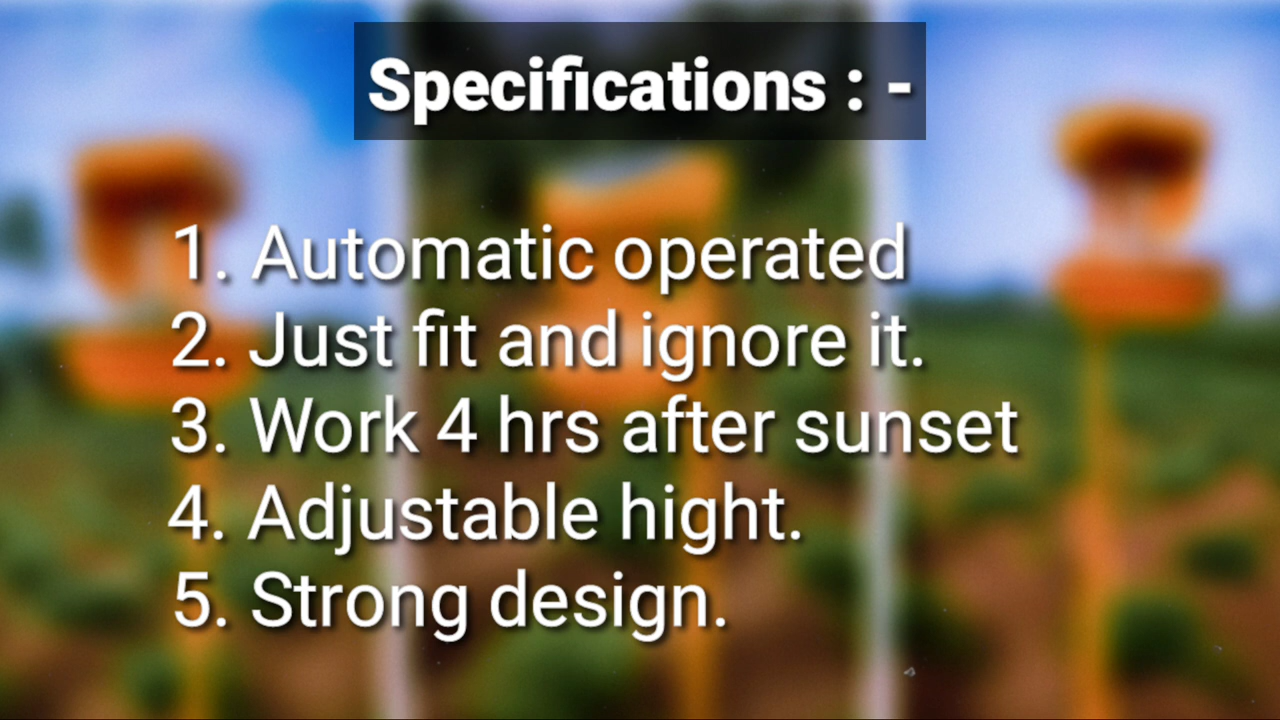 Specifications : -
1. Automatic operated
2. Just fit and ignore it.
3. Work 4 hrs after sunset
4. Adjustable hight.
5. Strong design.